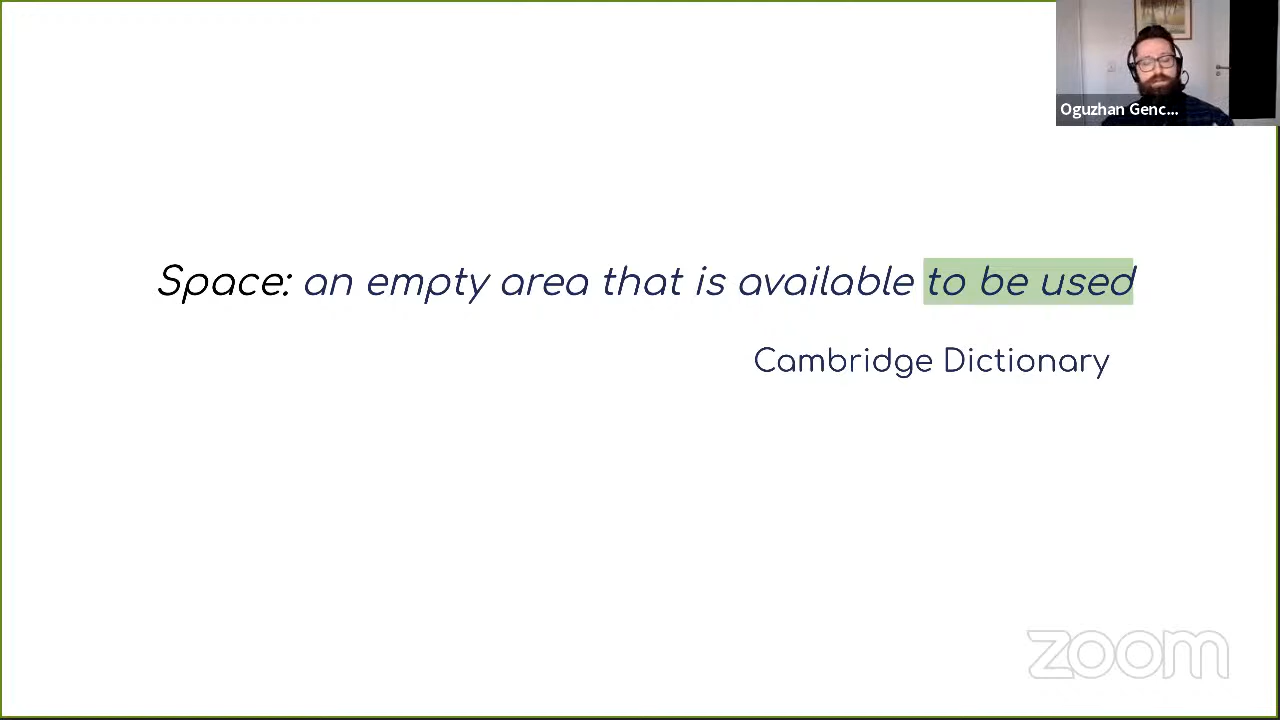 Oguzhan Genc...
Space: an empty area that is available to be used
Cambridge Dictionary
zoom